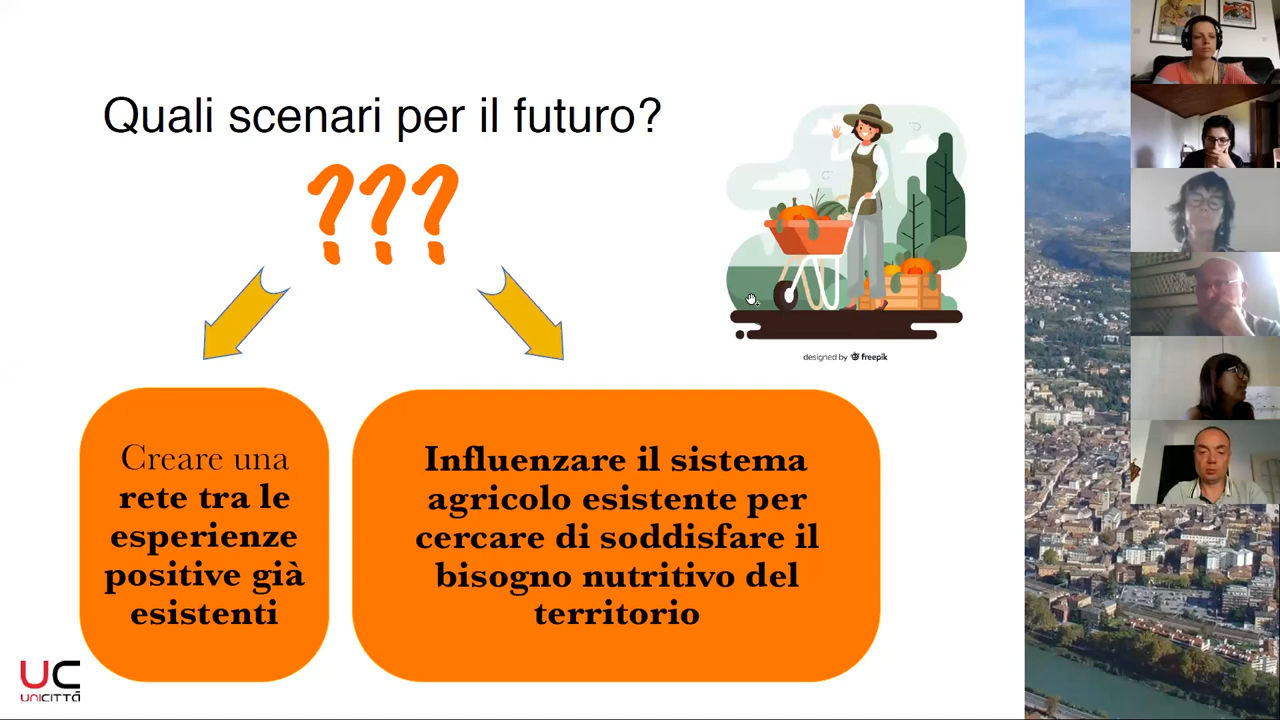 Quali scenari per il futuro?
???
designed by freepik
Creare una
rete tra le
esperienze
positive già
esistenti
Influenzare il sistema
agricolo esistente per
cercare di soddisfare il
bisogno nutritivo del
territorio
UC
UNICITTÀ